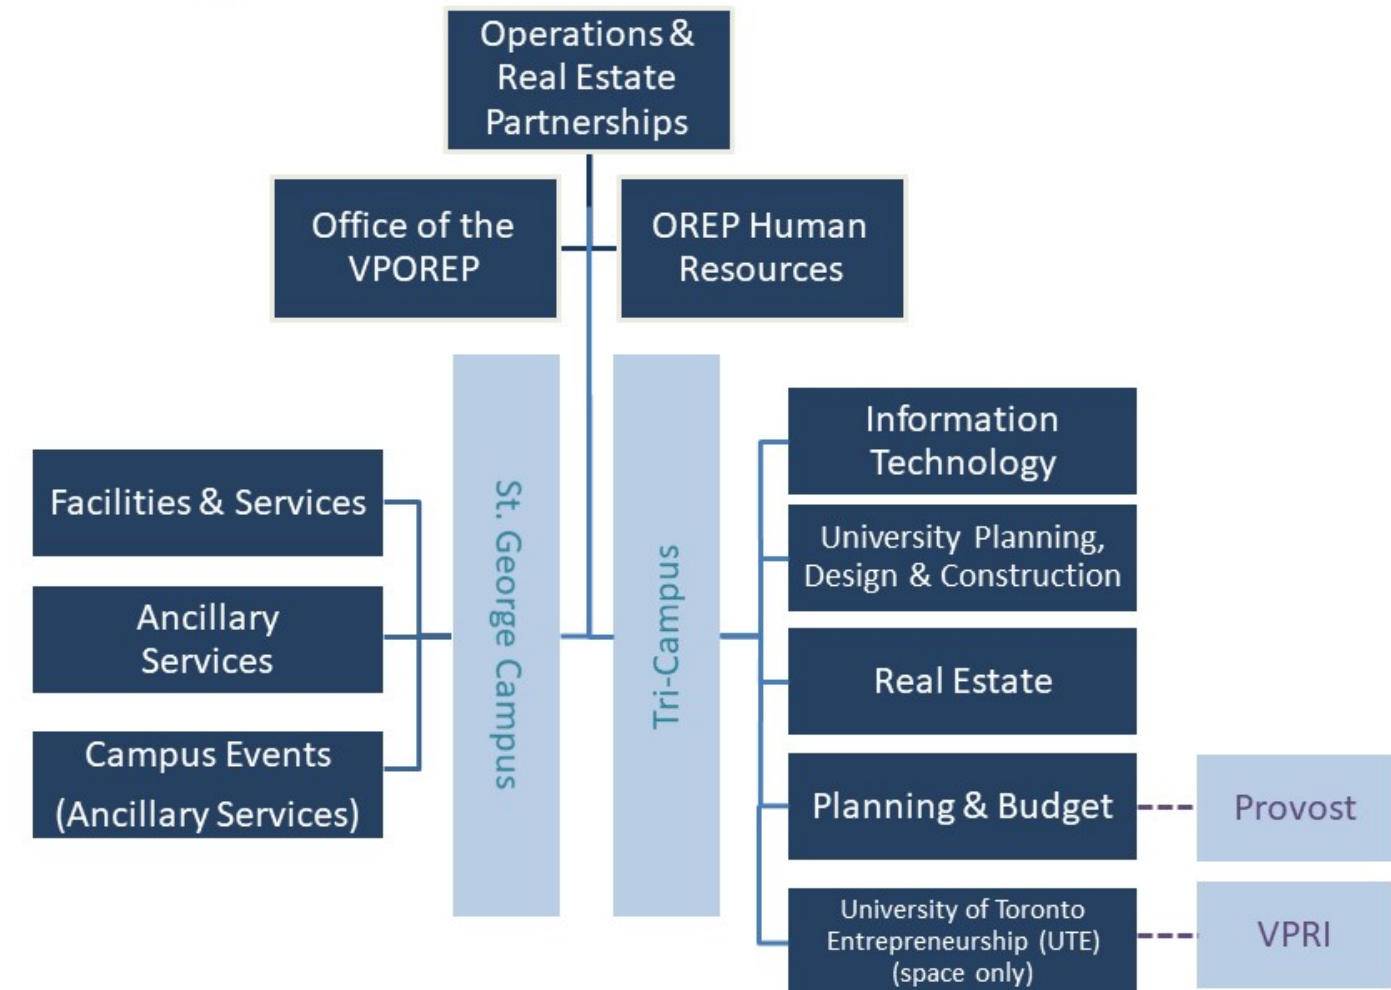 Operations &
Real Estate
Partnerships
Office of the
VPOREP
OREP Human
Resources
St. George Campus
Tri-Campus
Facilities & Services
Ancillary
Services
Campus Events
(Ancillary Services)
Information
Technology
University Planning,
Design & Construction
Real Estate
Planning & Budget
Provost
University of Toronto
Entrepreneurship (UTE)
(space only)
VPRI